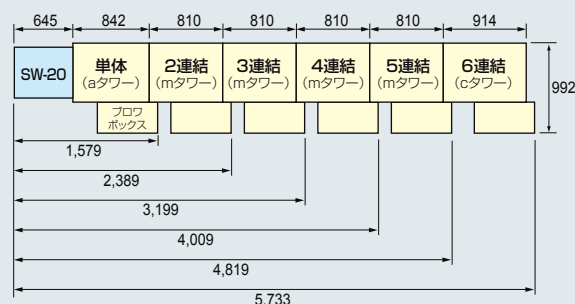 645 842 810 810 810 810 914
SW-20
単体
(aタワー)
2連結
(mタワー)
3連結
(mタワー)
4連結
(mタワー)
5連結
(mタワー)
6連結
(cタワー)
992
ブロワ
ボックス
1,579
2,389
3,199
4,009
4,819
5,733